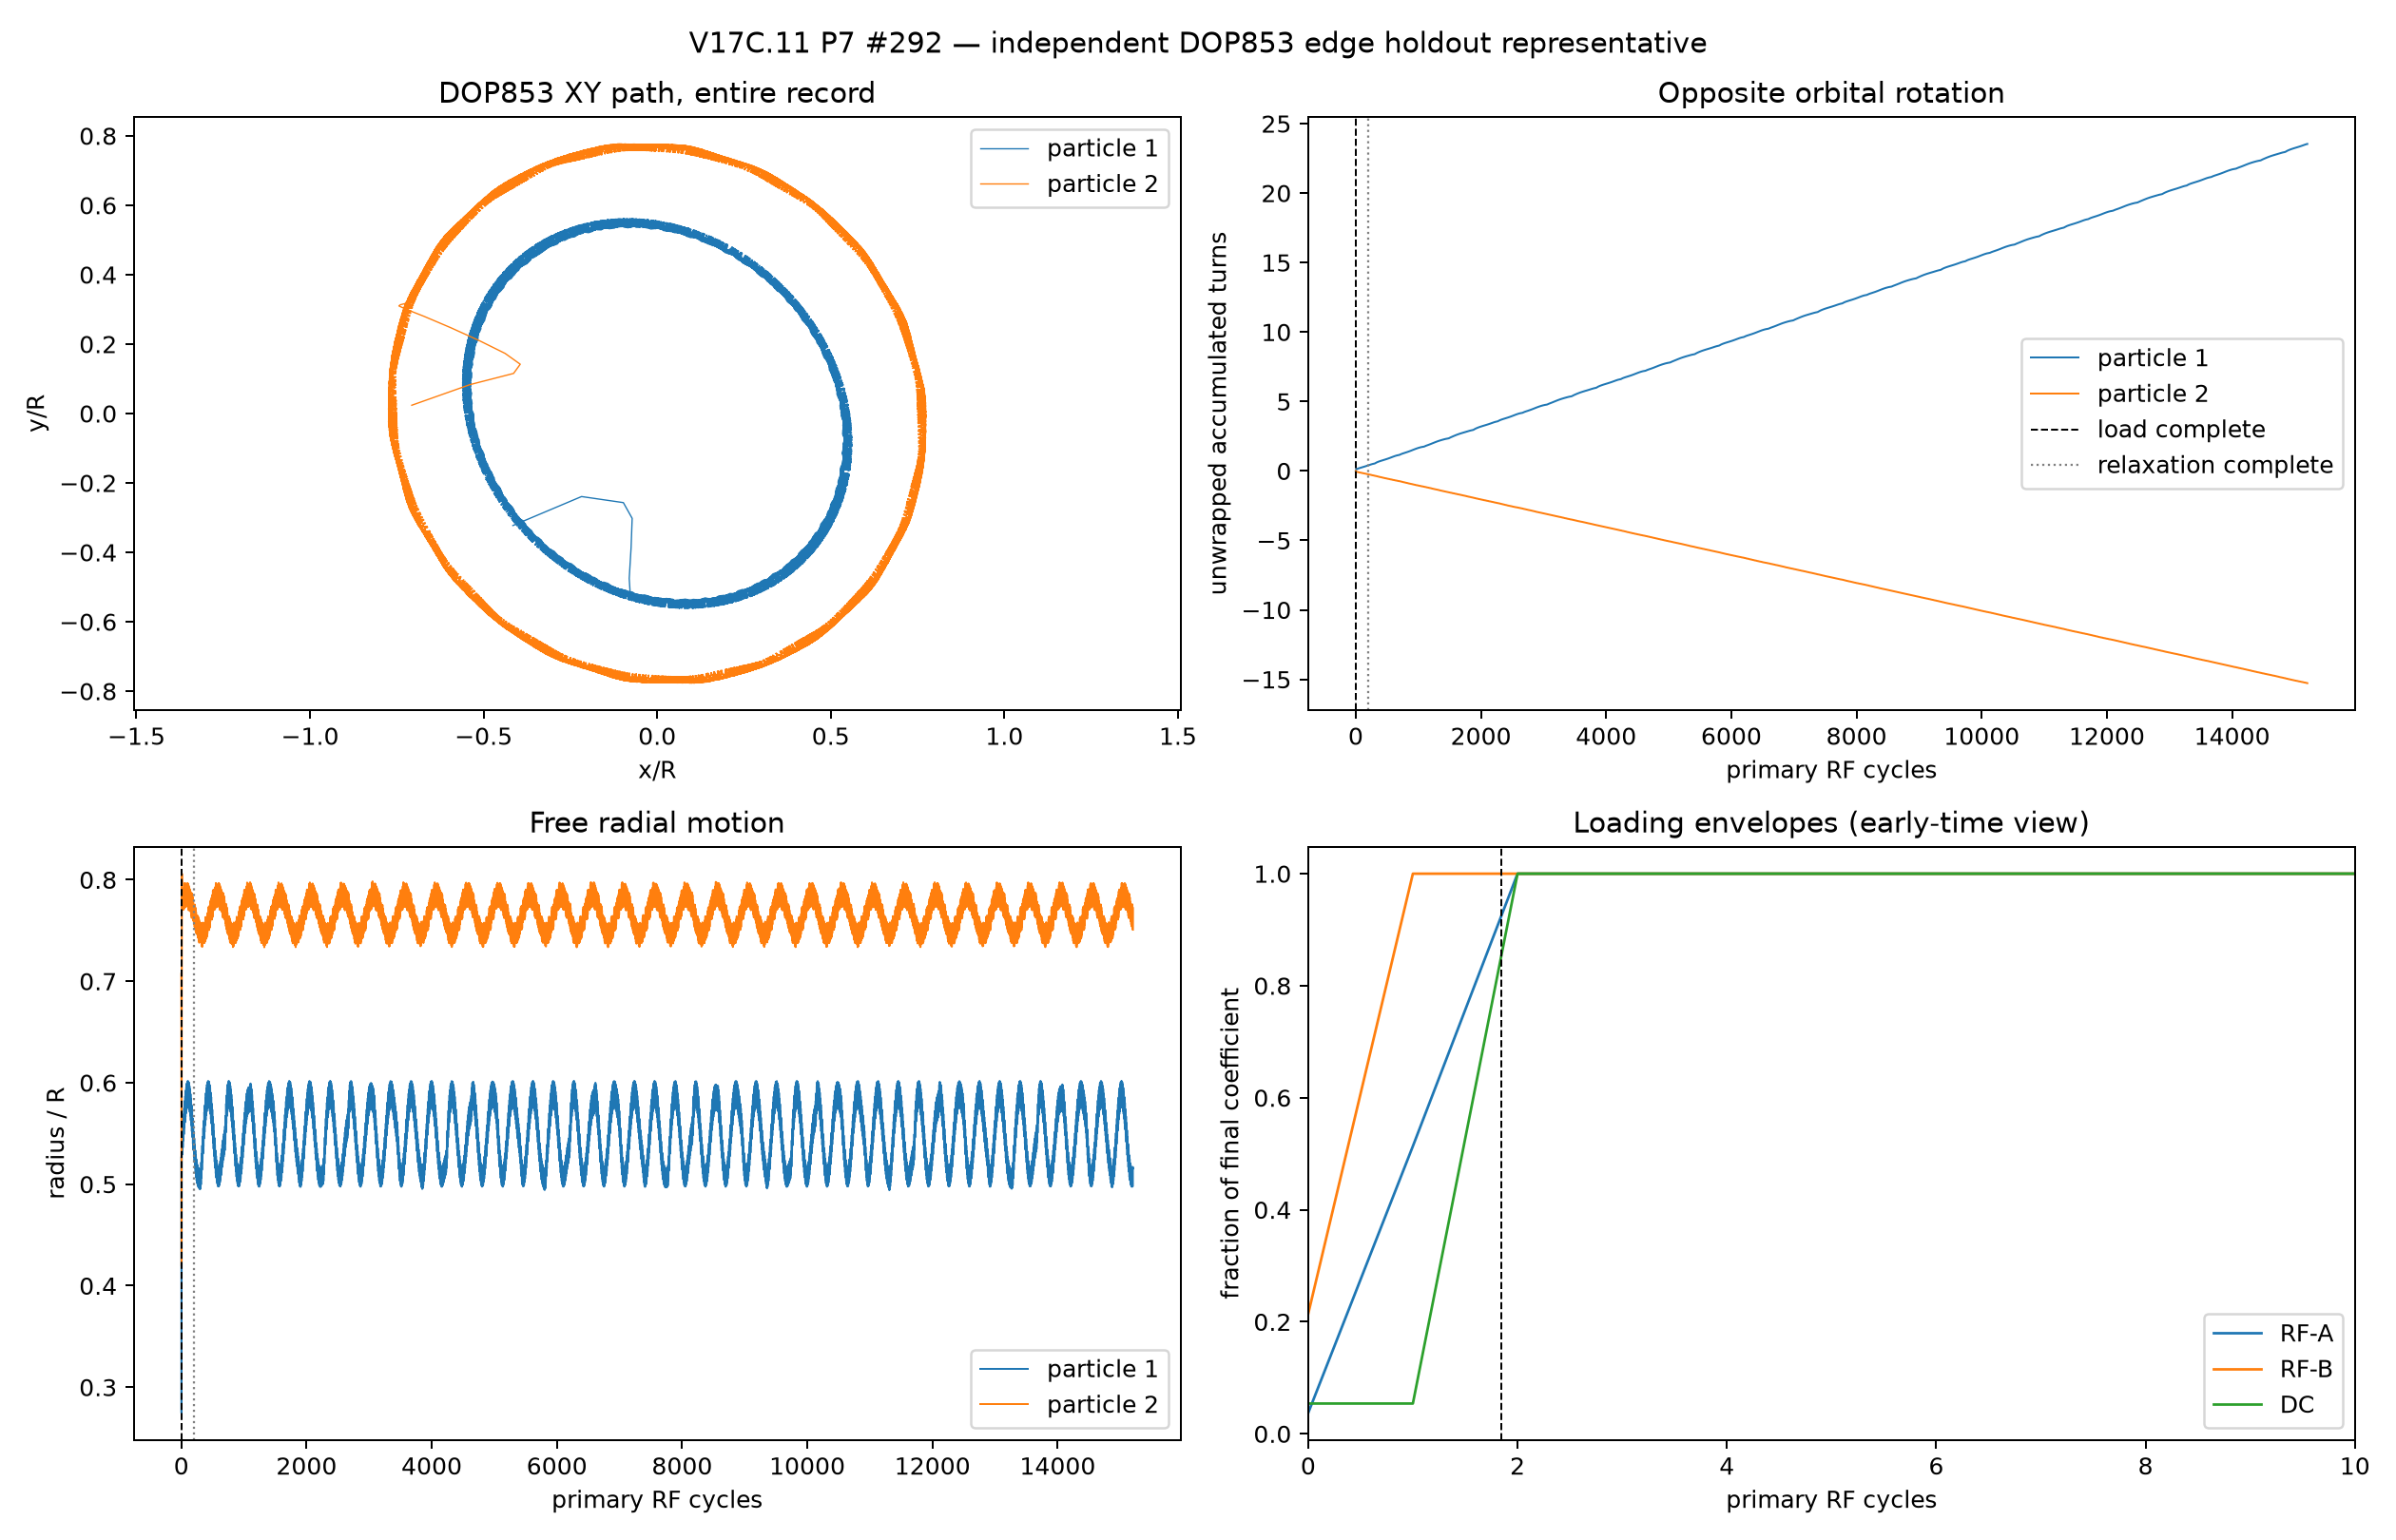 V17C.11 P7 #292 — independent DOP853 edge holdout representative
DOP853 XY path, entire record
0.8
0.6
0.4
0.2
0.0
−0.2
−0.4
−0.6
−0.8
y/R
−1.5
−1.0
−0.5
0.0
0.5
1.0
1.5
x/R
particle 1
particle 2
Opposite orbital rotation
25
20
15
10
5
0
−5
−10
−15
unwrapped accumulated turns
0
2000
4000
6000
8000
10000
12000
14000
primary RF cycles
particle 1
particle 2
load complete
relaxation complete
Free radial motion
0.8
0.7
0.6
0.5
0.4
0.3
radius / R
0
2000
4000
6000
8000
10000
12000
14000
primary RF cycles
particle 1
particle 2
Loading envelopes (early-time view)
1.0
0.8
0.6
0.4
0.2
0.0
fraction of final coefficient
0
2
4
6
8
10
primary RF cycles
RF-A
RF-B
DC